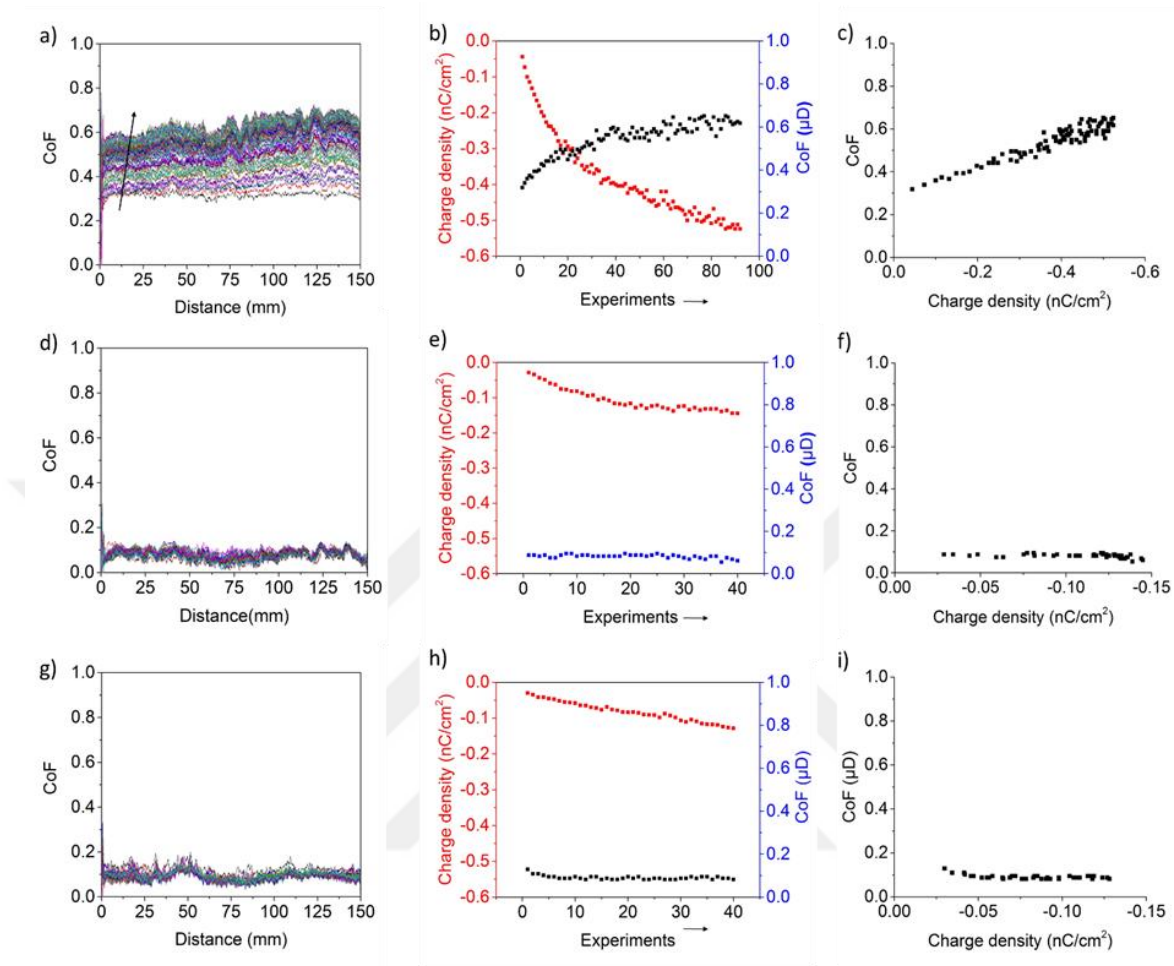 a)
1.0
0.8
0.6
0.4
0.2
0.0
CoF
0 25 50 75 100 125 150
Distance (mm)
b)
0.0
-0.1
-0.2
-0.3
-0.4
-0.5
-0.6
Charge density (nC/cm²)
1.0
0.8
0.6
0.4
0.2
0.0
CoF (μD)
0 20 40 60 80 100
Experiments →
c)
1.0
0.8
0.6
0.4
0.2
0.0
CoF
0.0 -0.2 -0.4 -0.6
Charge density (nC/cm²)
d)
1.0
0.8
0.6
0.4
0.2
0.0
CoF
0 25 50 75 100 125 150
Distance(mm)
e)
0.0
-0.1
-0.2
-0.3
-0.4
-0.5
-0.6
Charge density (nC/cm²)
1.0
0.8
0.6
0.4
0.2
0.0
CoF (μD)
0 10 20 30 40
Experiments →
f)
1.0
0.8
0.6
0.4
0.2
0.0
CoF
0.00 -0.05 -0.10 -0.15
Charge density (nC/cm²)
g)
1.0
0.8
0.6
0.4
0.2
0.0
CoF
0 25 50 75 100 125 150
Distance (mm)
h)
0.0
-0.1
-0.2
-0.3
-0.4
-0.5
-0.6
Charge density (nC/cm²)
1.0
0.8
0.6
0.4
0.2
0.0
CoF (μD)
0 10 20 30 40
Experiments →
i)
1.0
0.8
0.6
0.4
0.2
0.0
CoF (μD)
0.00 -0.05 -0.10 -0.15
Charge density (nC/cm²)